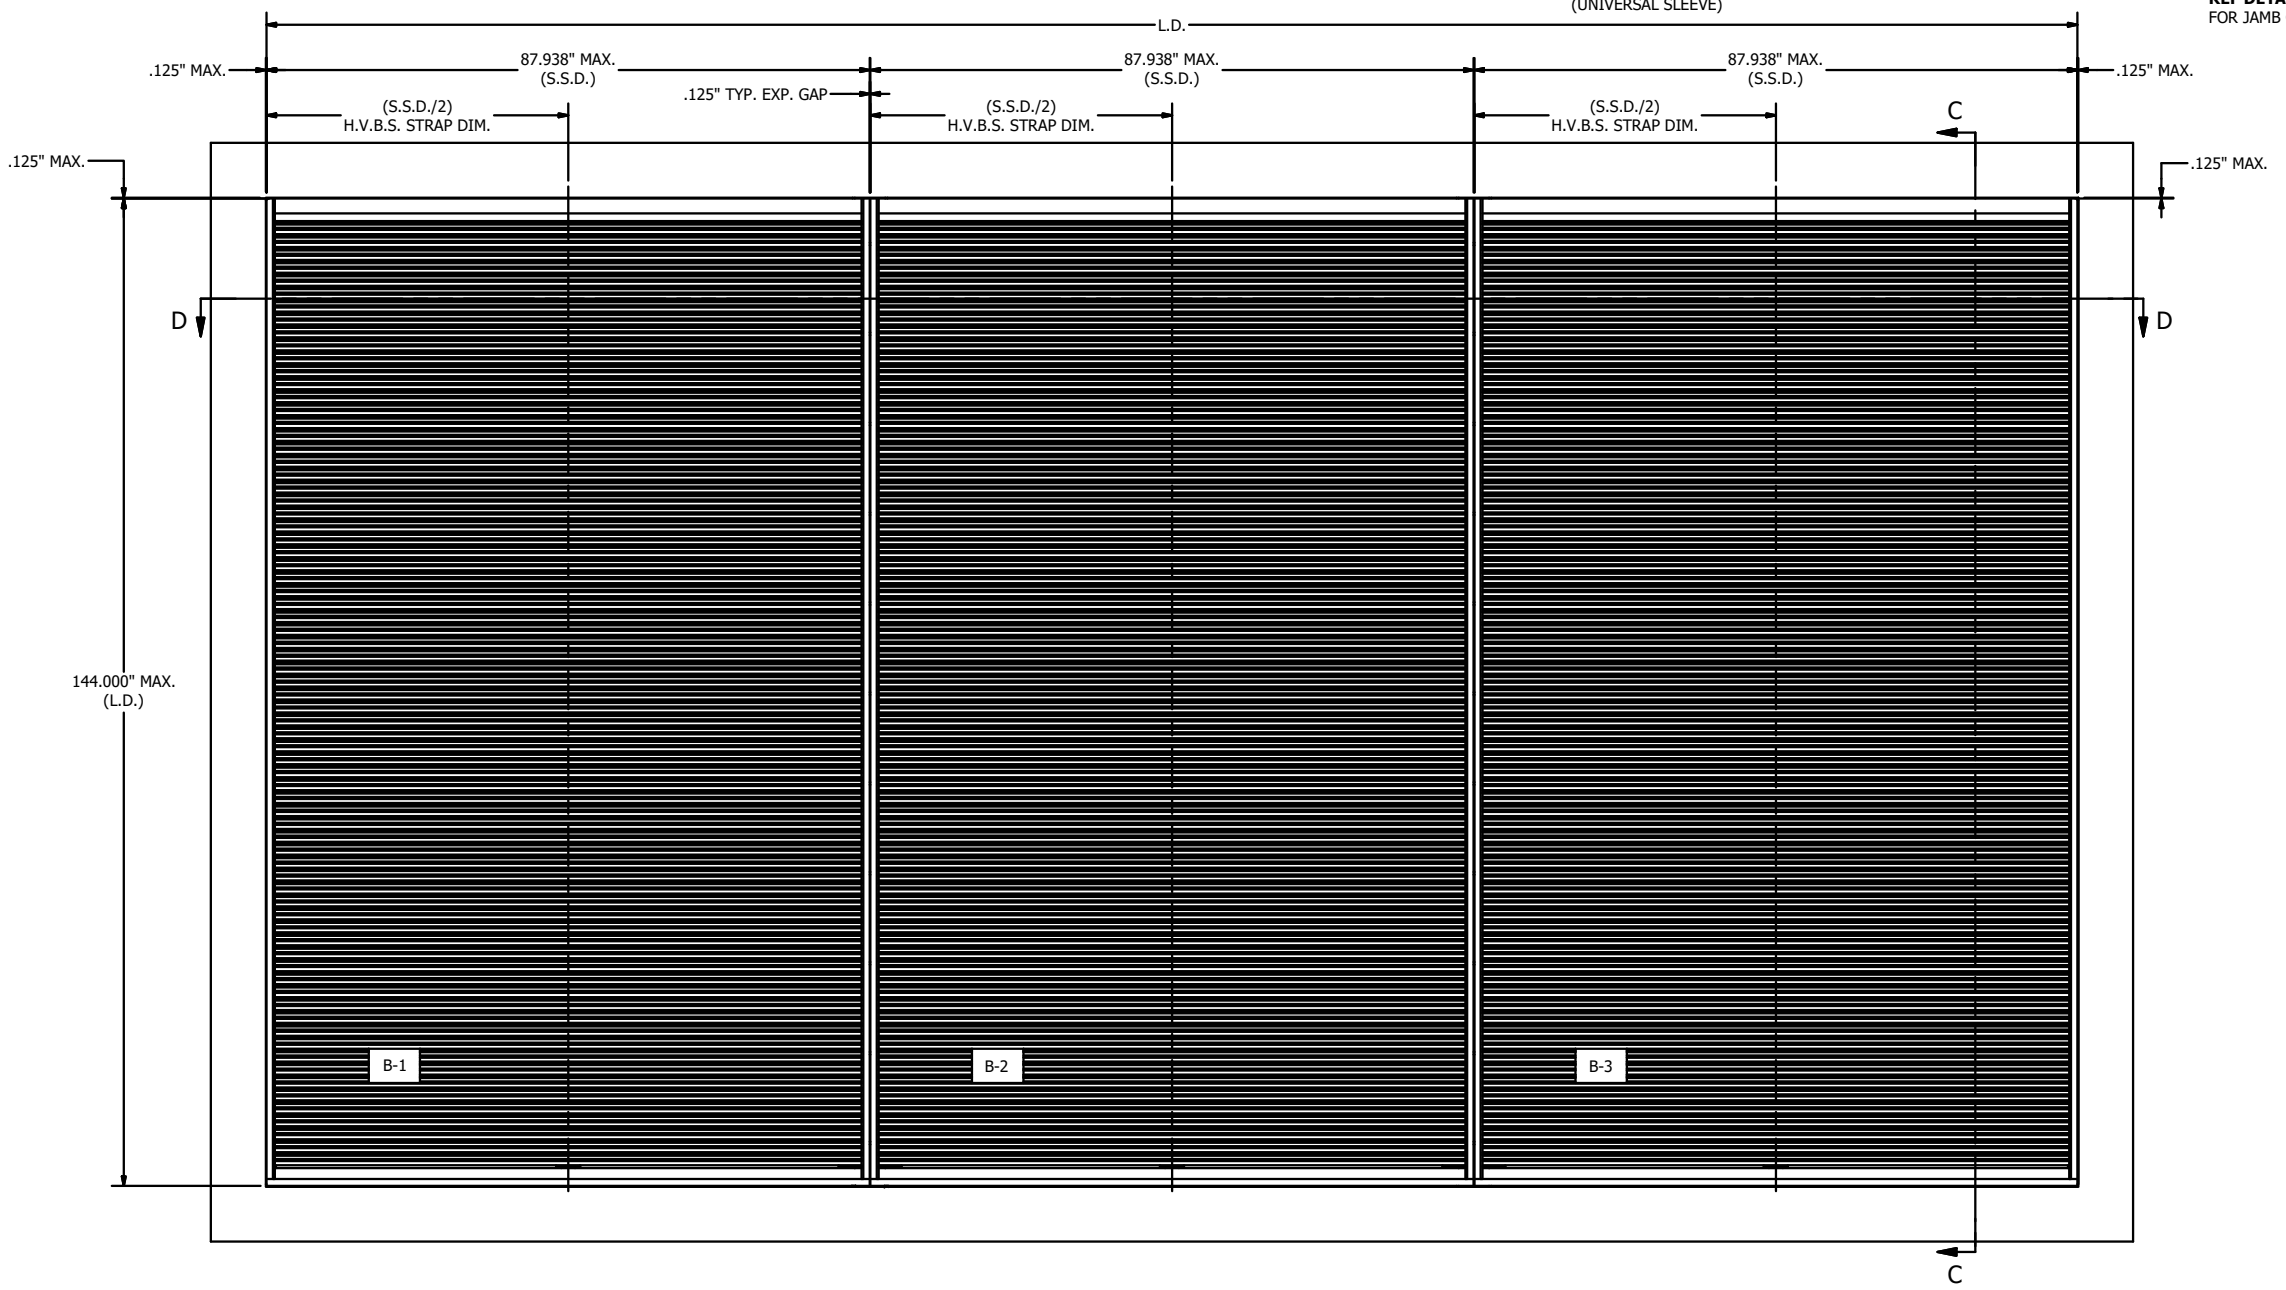 (UNIVERSAL SLEEVE)
FOR JAMB
L.D.
.125" MAX.
87.938" MAX.
(S.S.D.)
87.938" MAX.
(S.S.D.)
87.938" MAX.
(S.S.D.)
.125" MAX.
.125" TYP. EXP. GAP
(S.S.D./2)
H.V.B.S. STRAP DIM.
(S.S.D./2)
H.V.B.S. STRAP DIM.
(S.S.D./2)
H.V.B.S. STRAP DIM.
C
.125" MAX.
.125" MAX.
D
D
144.000" MAX.
(L.D.)
B-1
B-2
B-3
C